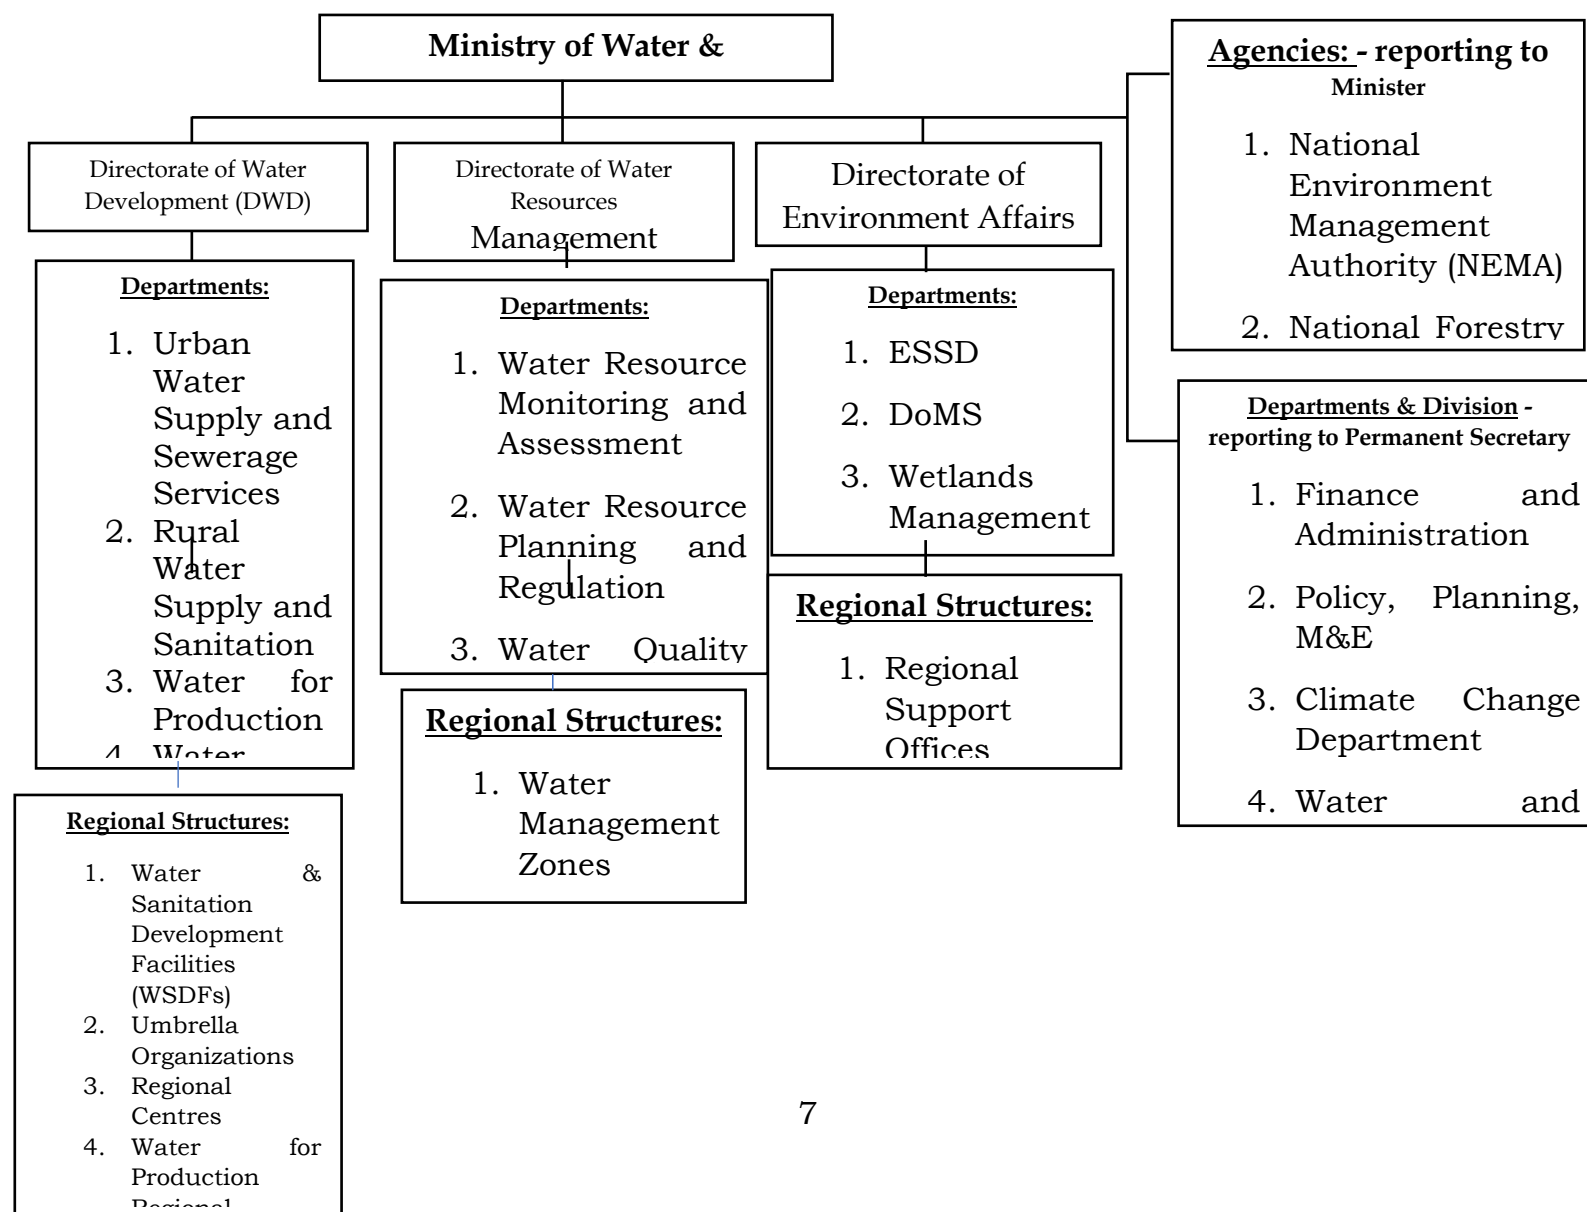 Ministry of Water &
Agencies: - reporting to
Minister
1. National
Environment
Management
Authority (NEMA)
2. National Forestry
Directorate of Water
Development (DWD)
Directorate of Water
Resources
Management
Directorate of
Environment Affairs
Departments:
1. Urban
Water
Supply and
Sewerage
Services
2. Rural
Water
Supply and
Sanitation
3. Water for
Production
4. Water
Departments:
1. Water Resource
Monitoring and
Assessment
2. Water Resource
Planning and
Regulation
3. Water Quality
Departments:
1. ESSD
2. DoMS
3. Wetlands
Management
Departments & Division -
reporting to Permanent Secretary
1. Finance and
Administration
2. Policy, Planning,
M&E
3. Climate Change
Department
4. Water and
Regional Structures:
1. Water &
Sanitation
Development
Facilities
(WSDFs)
2. Umbrella
Organizations
3. Regional
Centres
4. Water for
Production
Regional
Regional Structures:
1. Water
Management
Zones
Regional Structures:
1. Regional
Support
Offices
7